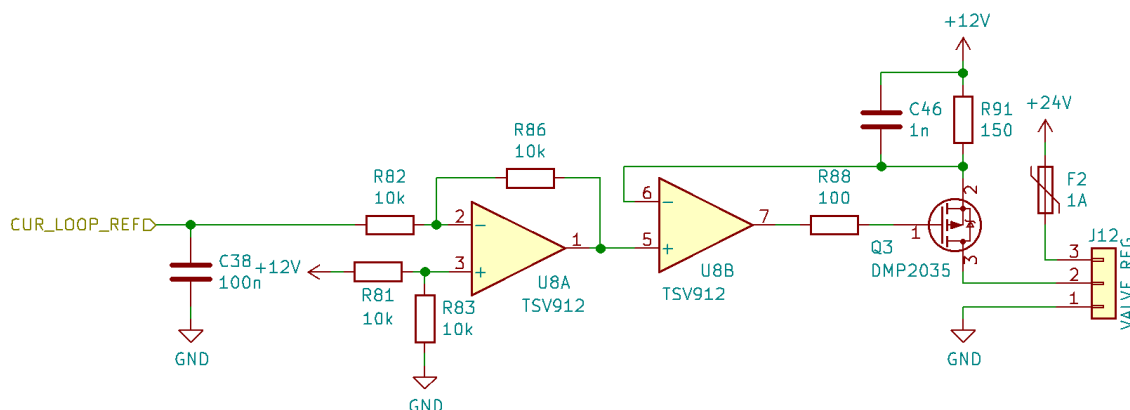 +12V
C46
1n
R91
150
+24V
R86
10k
R82
10k
R88
100
F2
1A
CUR_LOOP_REF
2
3
1
6
5
7
1
2
3
Q3
DMP2035
J12
3
2
1
VALVE_REG
C38
100n
+12V
R81
10k
R83
10k
U8A
TSV912
U8B
TSV912
GND
GND
GND